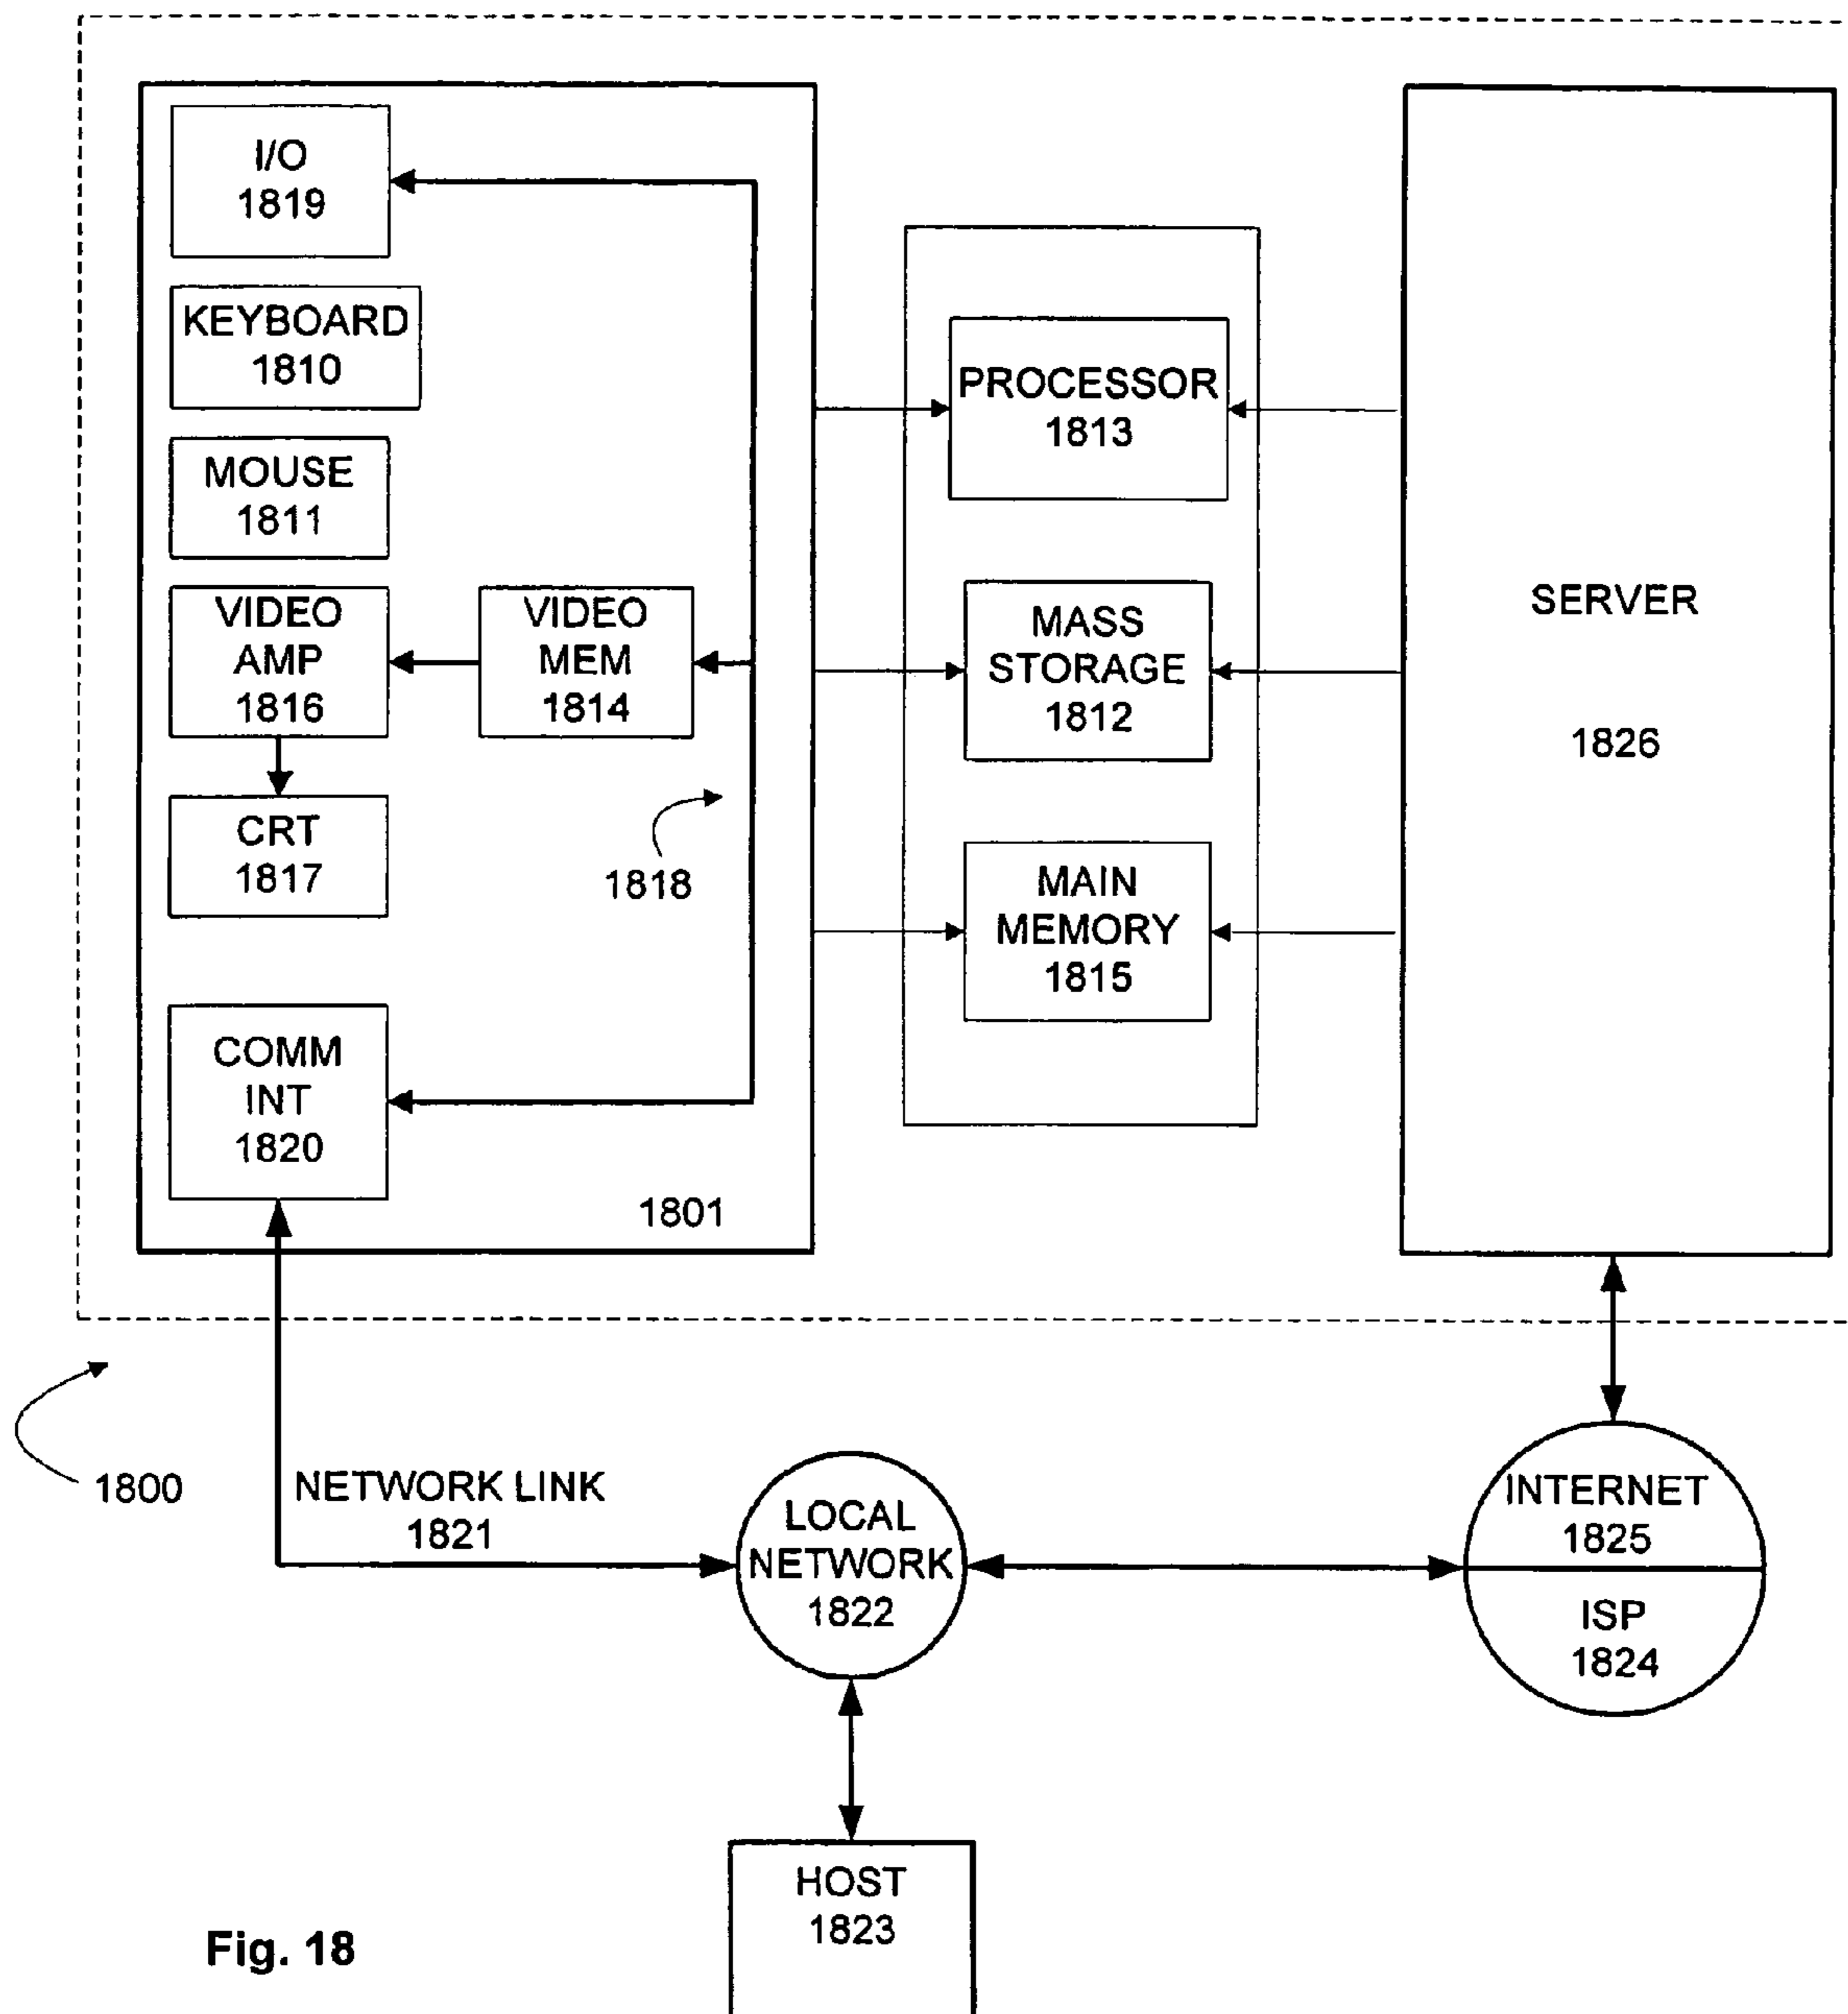 I/O
1819
KEYBOARD
1810
MOUSE
1811
VIDEO
AMP
1816
VIDEO
MEM
1814
CRT
1817
1818
COMM
INT
1820
1801
PROCESSOR
1813
MASS
STORAGE
1812
MAIN
MEMORY
1815
SERVER
1826
1800
NETWORK LINK
1821
LOCAL
NETWORK
1822
INTERNET
1825
ISP
1824
HOST
1823
Fig. 18